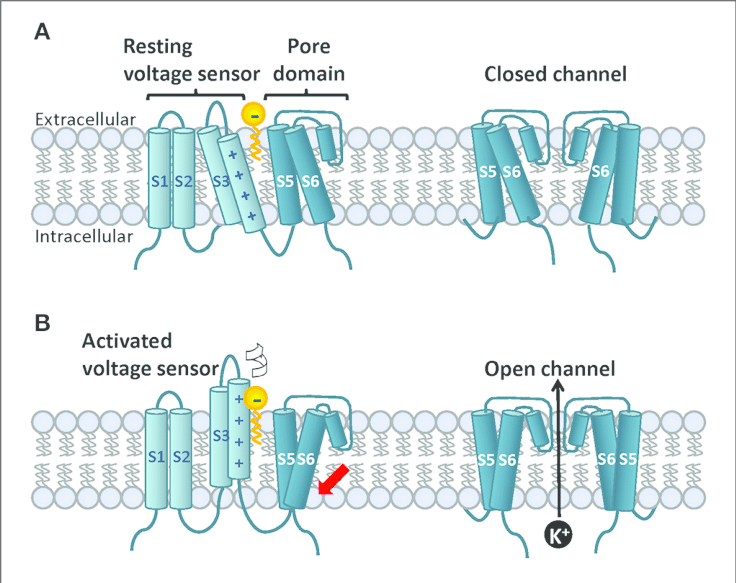 A
Resting
voltage sensor
Pore
domain
Closed channel
Extracellular
Intracellular
S1
S2
S3
+
+
+
+
-
S5
S6
S5
S6
S6
B
Activated
voltage sensor
Open channel
S1
S2
S3
+
+
+
+
-
S5
S6
S5
S6
S6
S5
K+